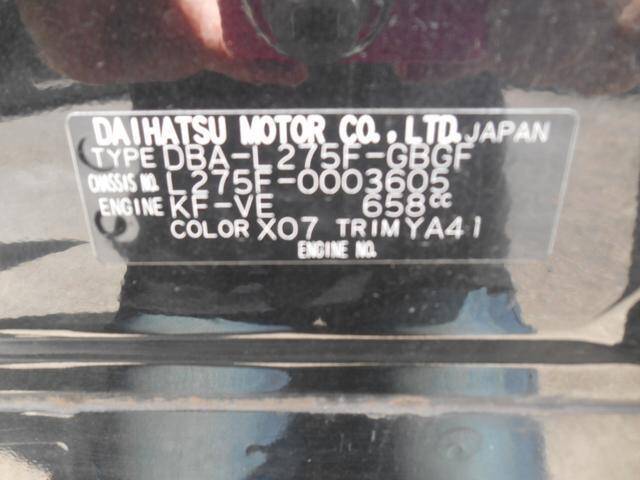 DAIHATSU MOTOR CO.,LTD. JAPAN
TYPE DBA-L275F-GBGF
CHASSIS NO. L275F-0003605
ENGINE KF-VE 658cc
COLOR X07 TRIM YA41
ENGINE NO.